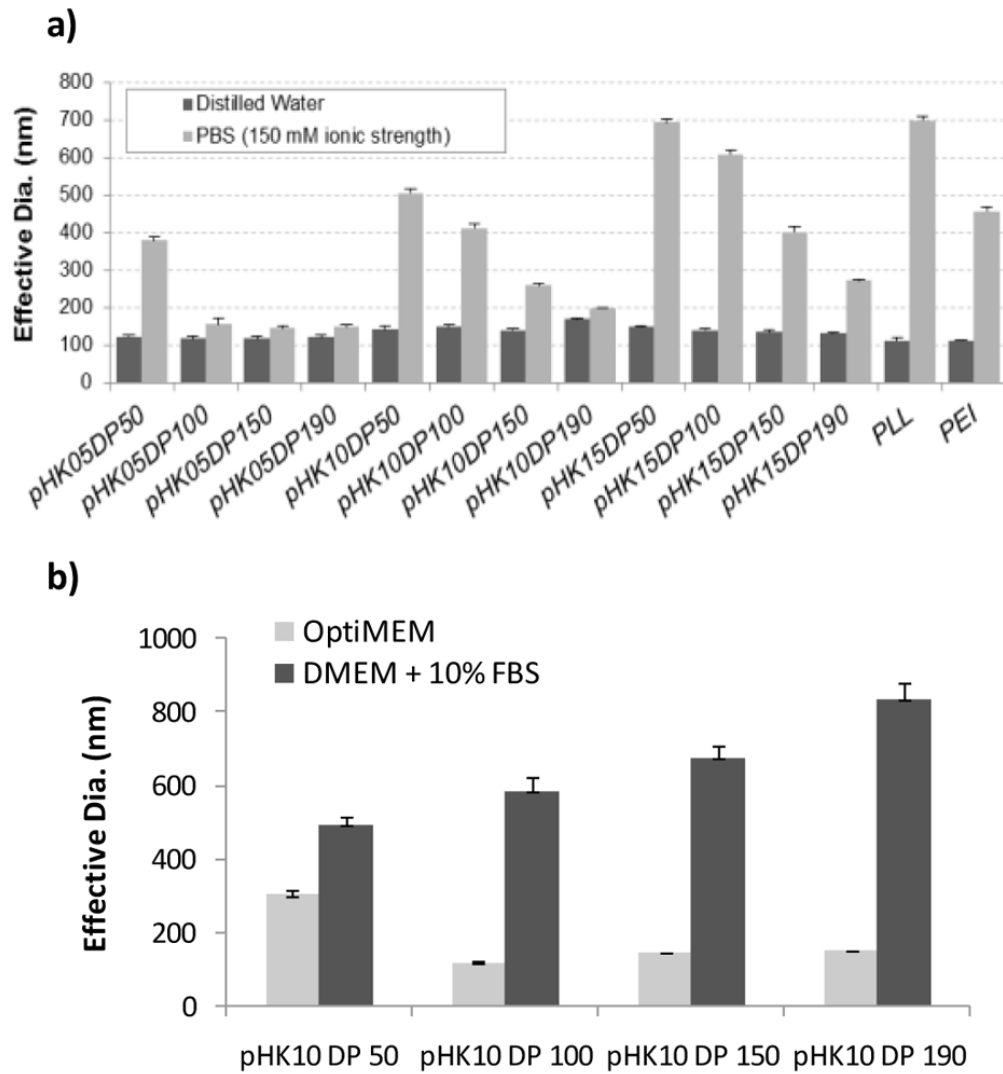 a)
800
700
600
500
400
300
200
100
0
Effective Dia. (nm)
Distilled Water
PBS (150 mM ionic strength)
pHK05DP50
pHK05DP100
pHK05DP150
pHK05DP190
pHK10DP50
pHK10DP100
pHK10DP150
pHK10DP190
pHK15DP50
pHK15DP100
pHK15DP150
pHK15DP190
PLL
PEI
b)
OptiMEM
DMEM + 10% FBS
1000
800
600
400
200
0
Effective Dia. (nm)
pHK10 DP 50 pHK10 DP 100 pHK10 DP 150 pHK10 DP 190